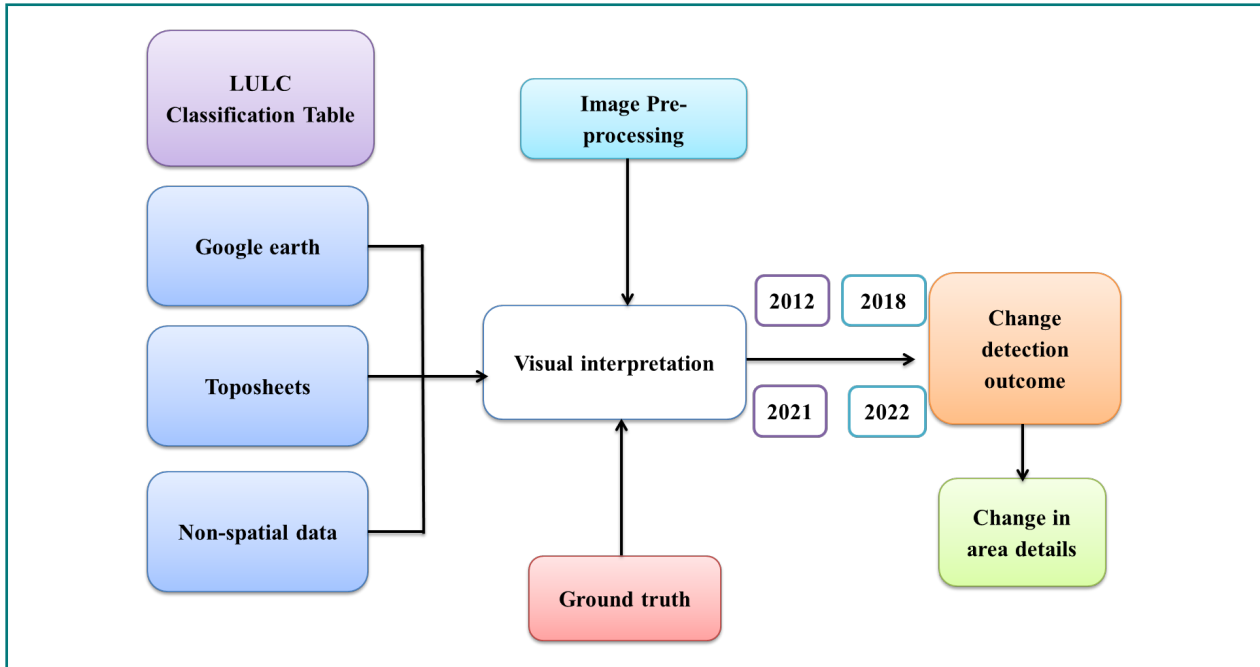 LULC
Classification Table
Image Pre-
processing
Google earth
Toposheets
Non-spatial data
Visual interpretation
Ground truth
2012
2018
2021
2022
Change
detection
outcome
Change in
area details